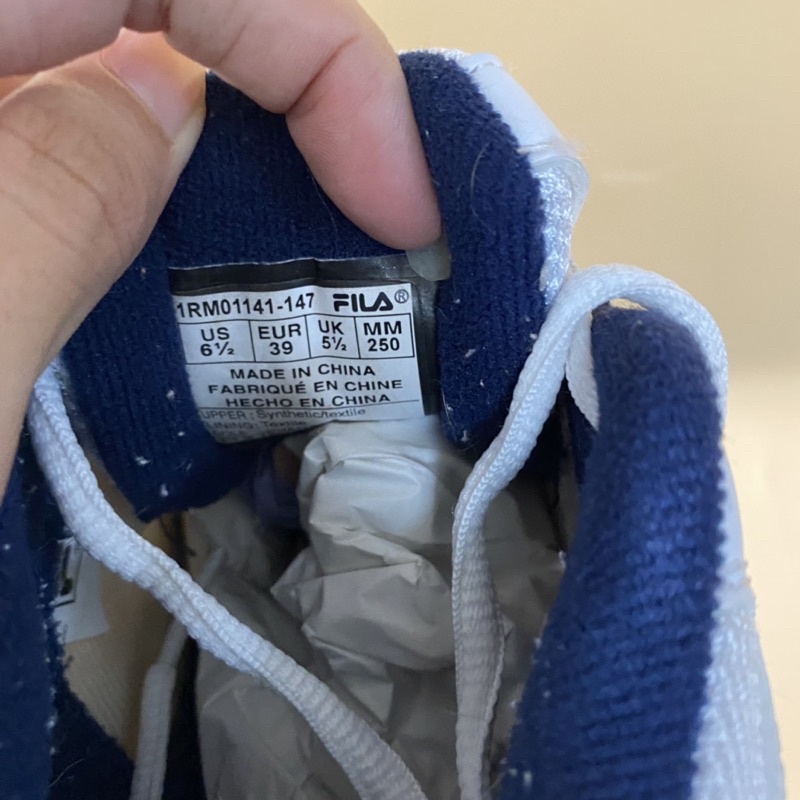 1RM01141-147 FILA®
US EUR UK MM
6½ 39 5½ 250
MADE IN CHINA
FABRIQUÉ EN CHINE
HECHO EN CHINA
UPPER: Synthetic/textile
LINING: Textile